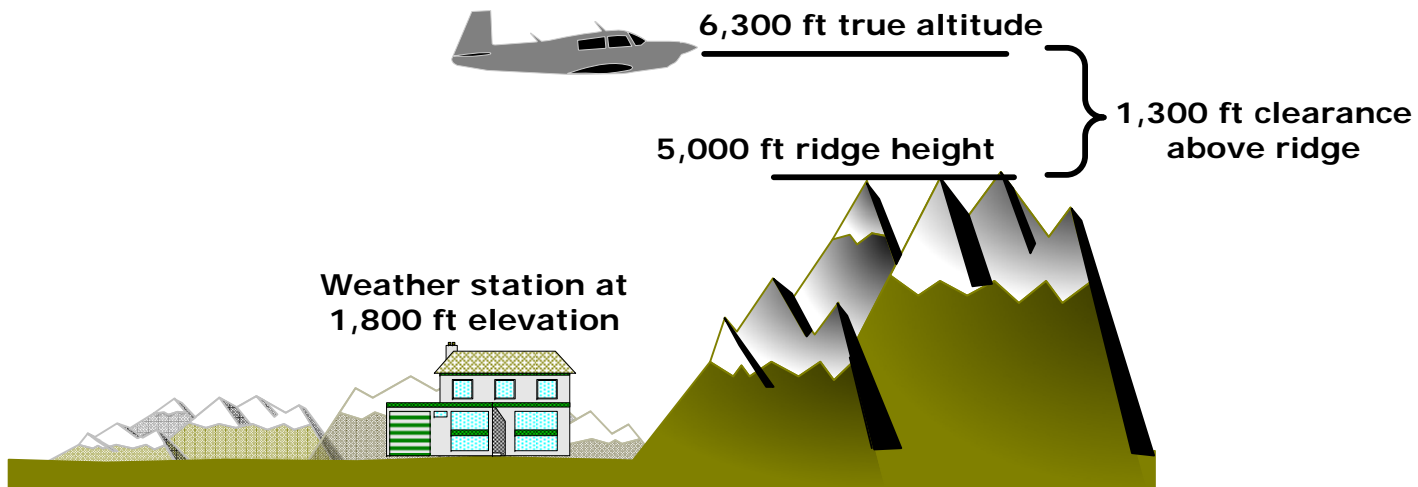 6,300 ft true altitude
1,300 ft clearance
above ridge
5,000 ft ridge height
Weather station at
1,800 ft elevation